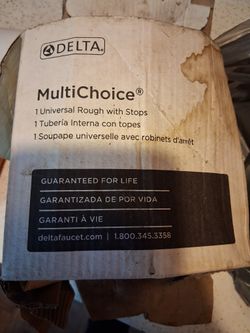 DELTA.
MultiChoice®
1 Universal Rough with Stops
1 Tubería Interna con topes
1 Soupape universelle avec robinets d'arrêt
GUARANTEED FOR LIFE
GARANTIZADA DE POR VIDA
GARANTI À VIE
deltafaucet.com | 1.800.345.3358